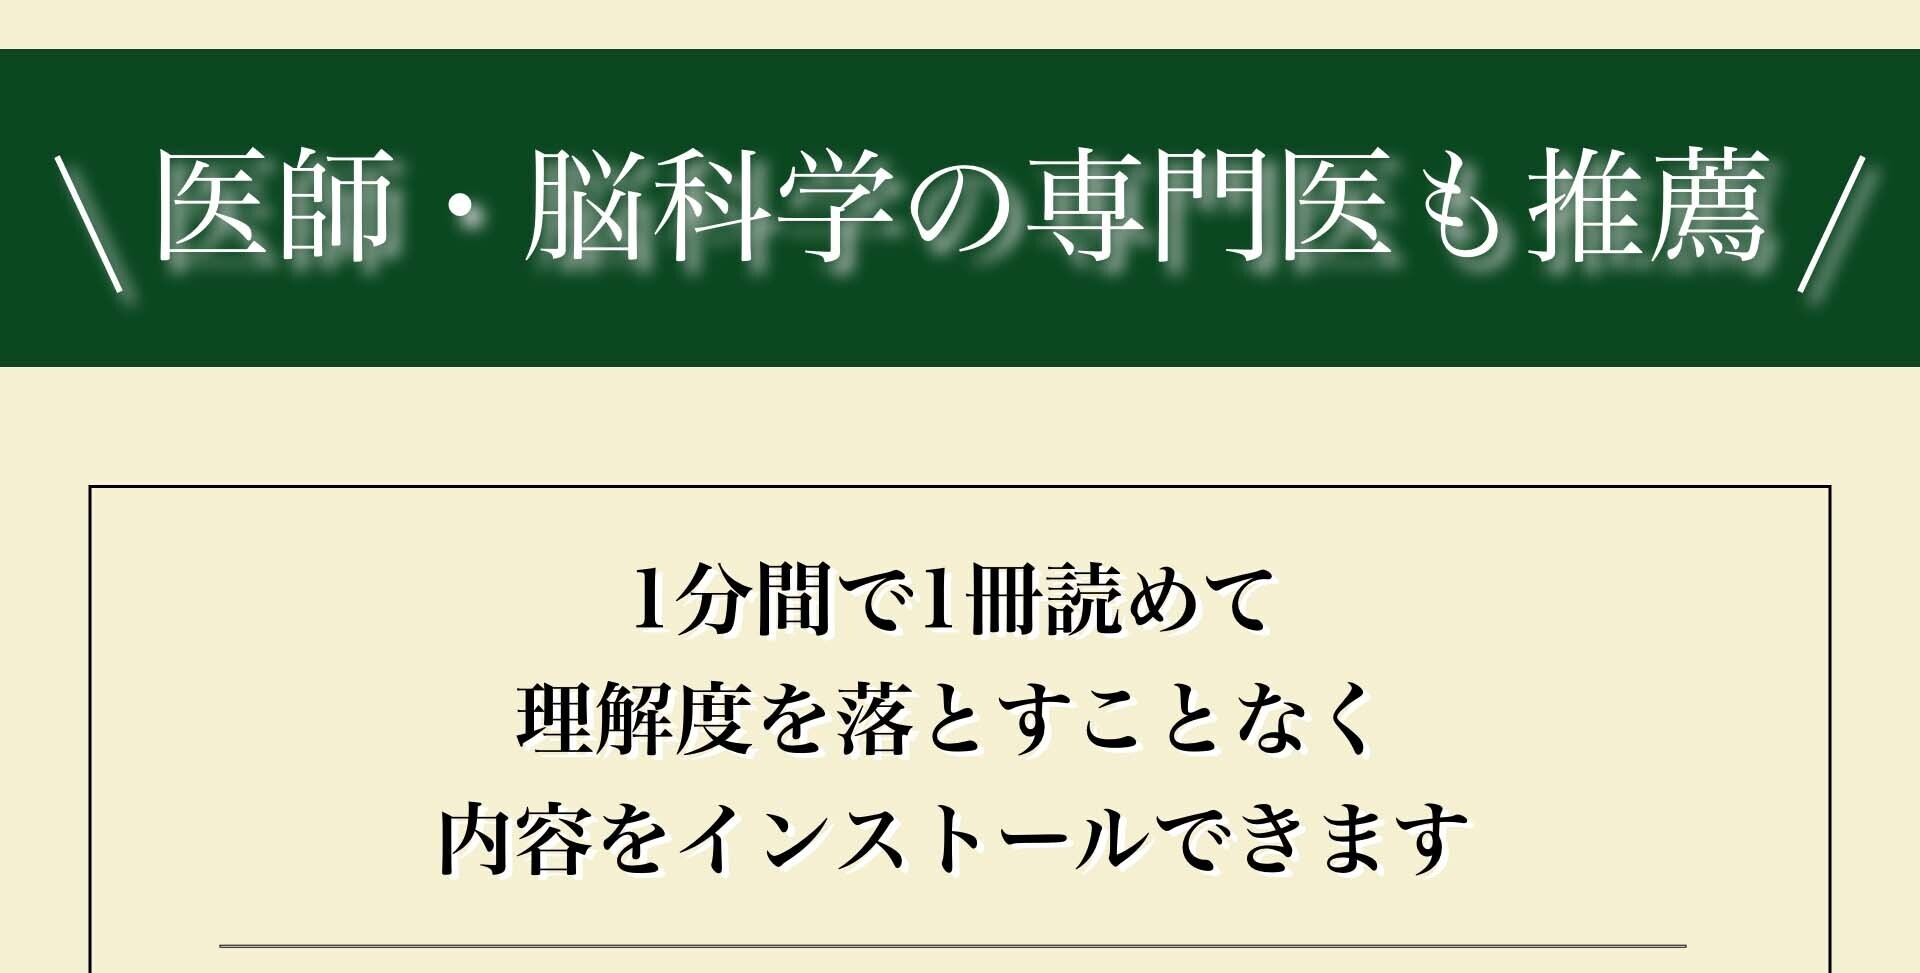 \ 医師・脳科学の専門医も推薦 /
1分間で1冊読めて
理解度を落とすことなく
内容をインストールできます